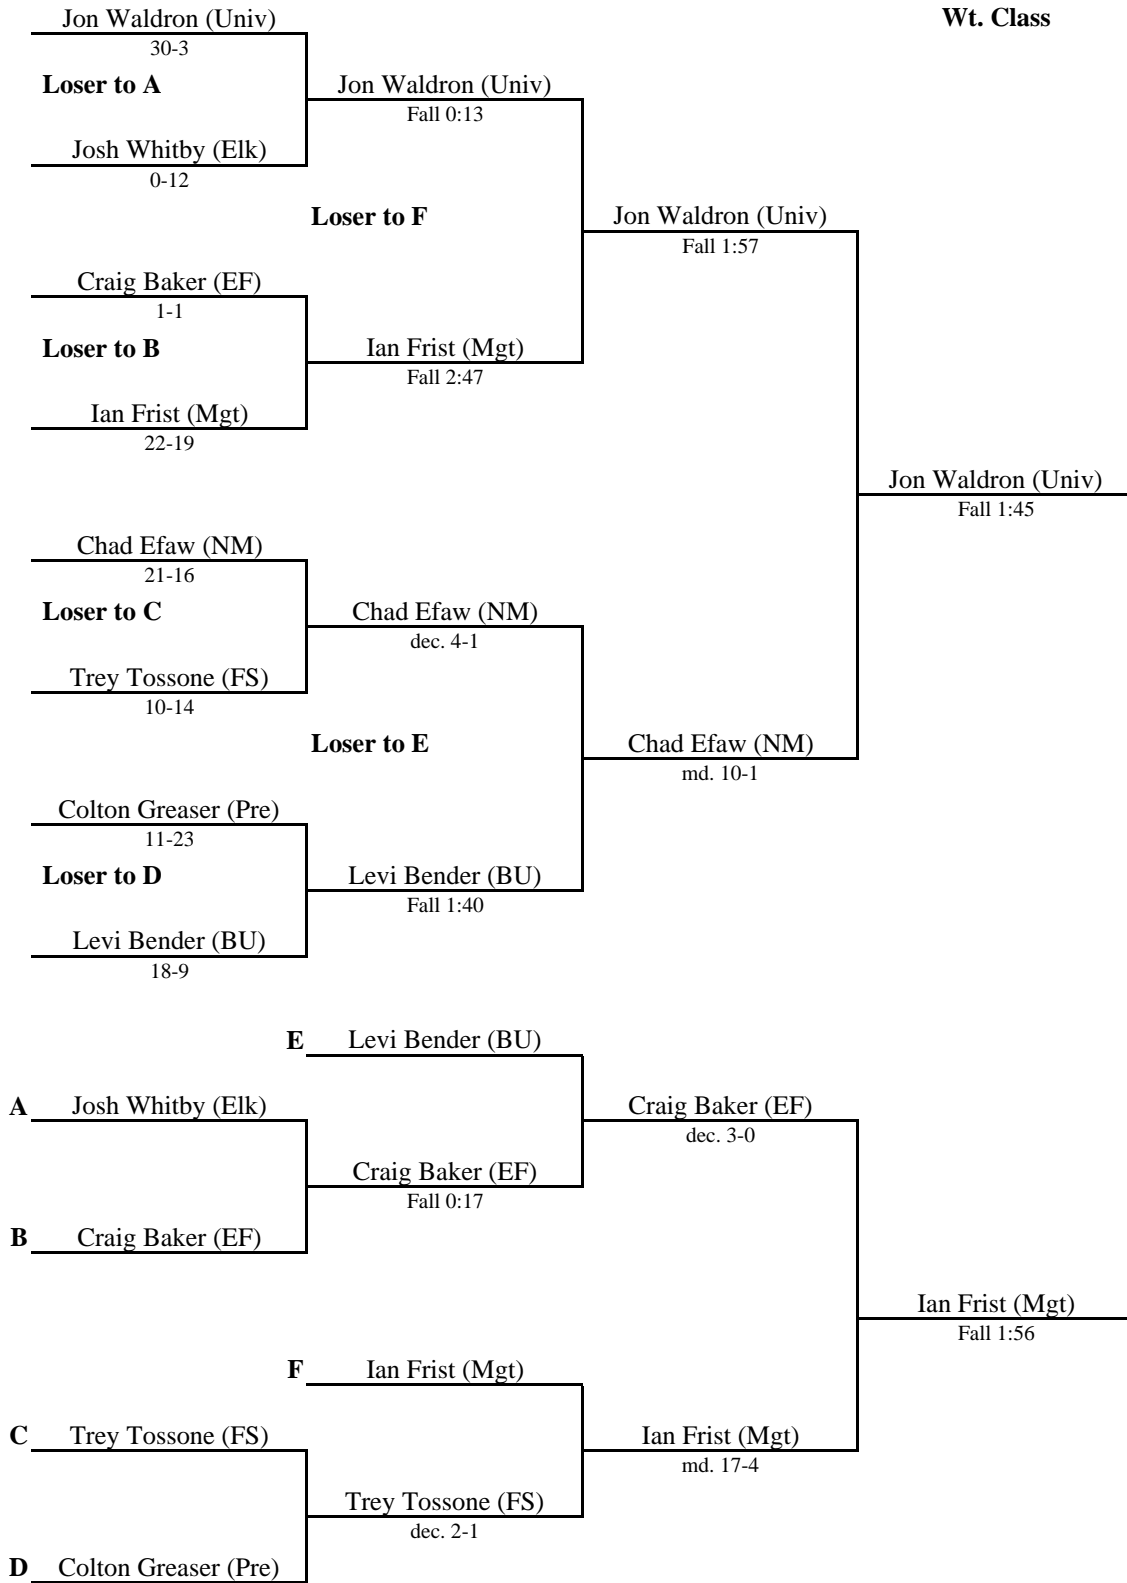 Jon Waldron (Univ)
Wt. Class
30-3
Loser to A
Jon Waldron (Univ)
Fall 0:13
Josh Whitby (Elk)
0-12
Loser to F
Jon Waldron (Univ)
Fall 1:57
Craig Baker (EF)
1-1
Loser to B
Ian Frist (Mgt)
Fall 2:47
Ian Frist (Mgt)
22-19
Jon Waldron (Univ)
Fall 1:45
Chad Efaw (NM)
21-16
Loser to C
Chad Efaw (NM)
dec. 4-1
Trey Tossone (FS)
10-14
Loser to E
Chad Efaw (NM)
md. 10-1
Colton Greaser (Pre)
11-23
Loser to D
Levi Bender (BU)
Fall 1:40
Levi Bender (BU)
18-9
E Levi Bender (BU)
A Josh Whitby (Elk)
Craig Baker (EF)
dec. 3-0
Craig Baker (EF)
Fall 0:17
B Craig Baker (EF)
Ian Frist (Mgt)
Fall 1:56
F Ian Frist (Mgt)
C Trey Tossone (FS)
Ian Frist (Mgt)
md. 17-4
Trey Tossone (FS)
dec. 2-1
D Colton Greaser (Pre)